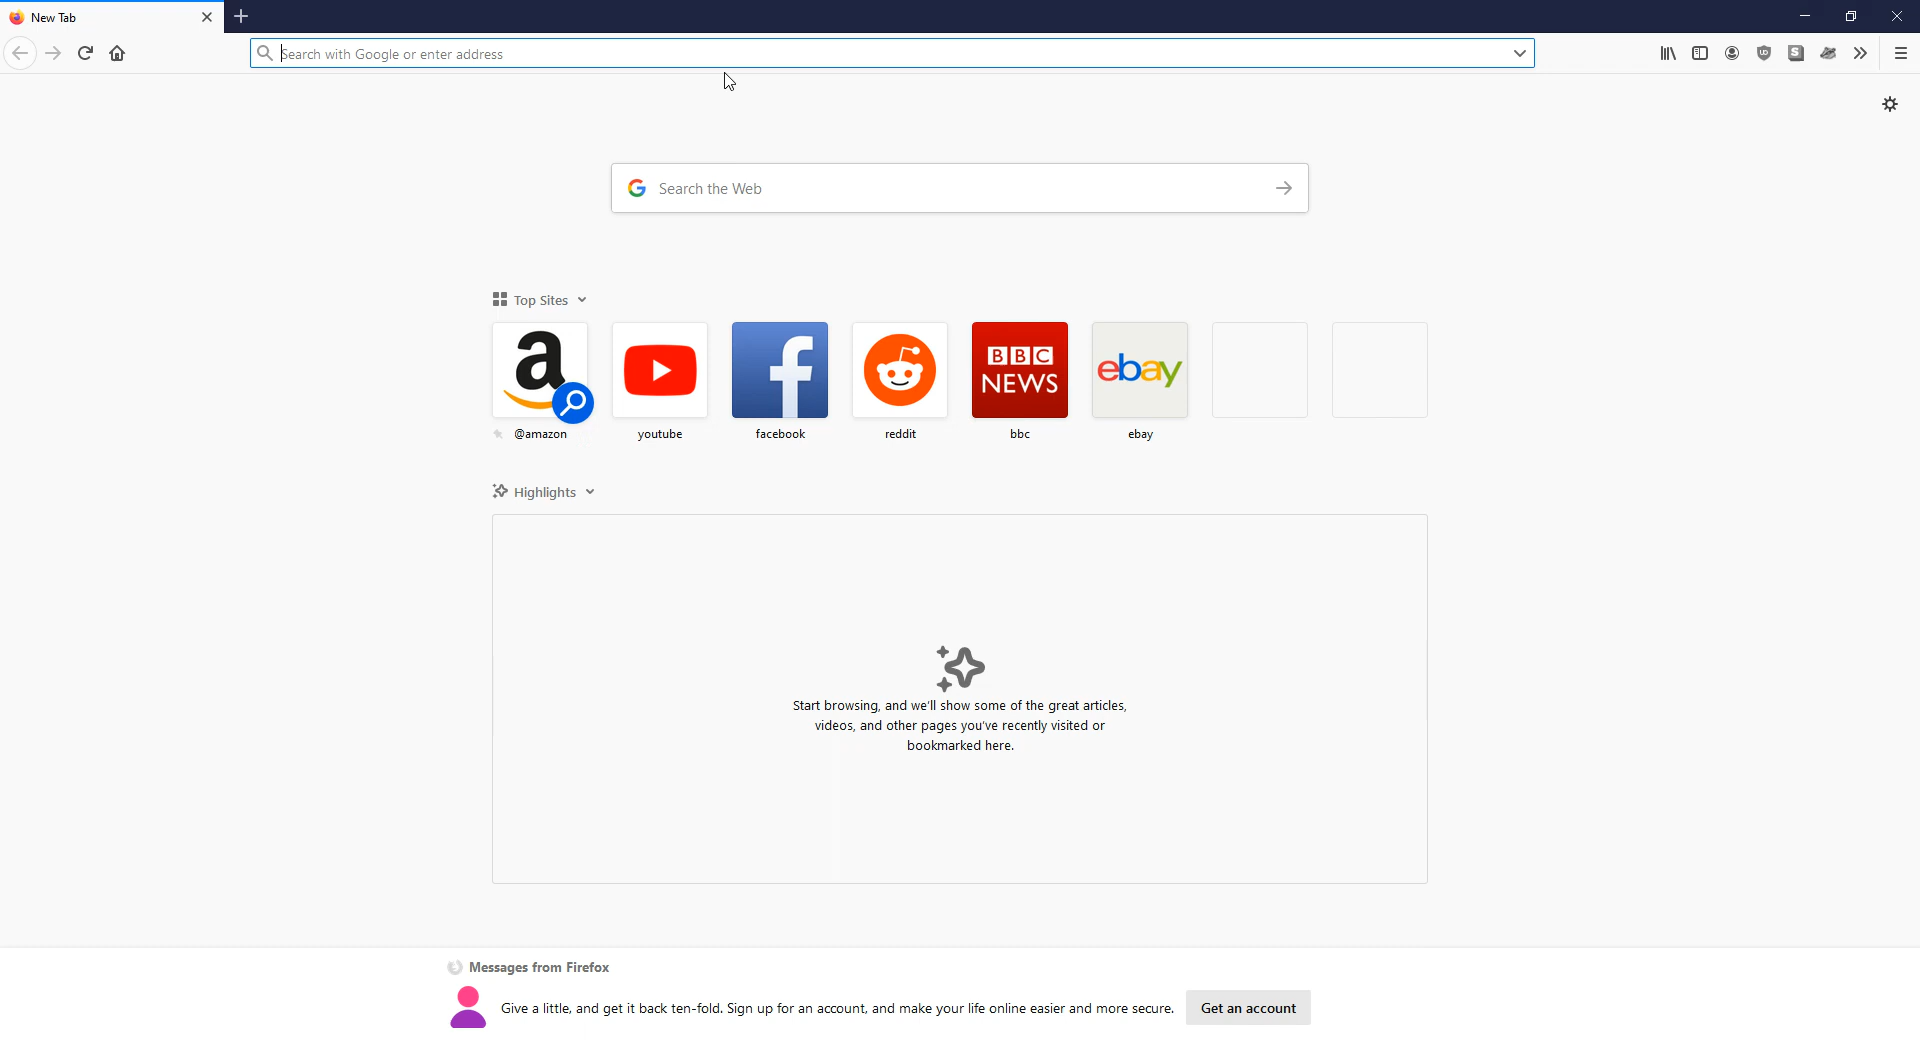 New Tab
Search with Google or enter address
Search the Web
Top Sites
a
f
BBC
NEWS
ebay
@amazon
youtube
facebook
reddit
bbc
ebay
Highlights
Start browsing, and we'll show some of the great articles,
videos, and other pages you've recently visited or
bookmarked here.
Messages from Firefox
Give a little, and get it back ten-fold. Sign up for an account, and make your life online easier and more secure.
Get an account